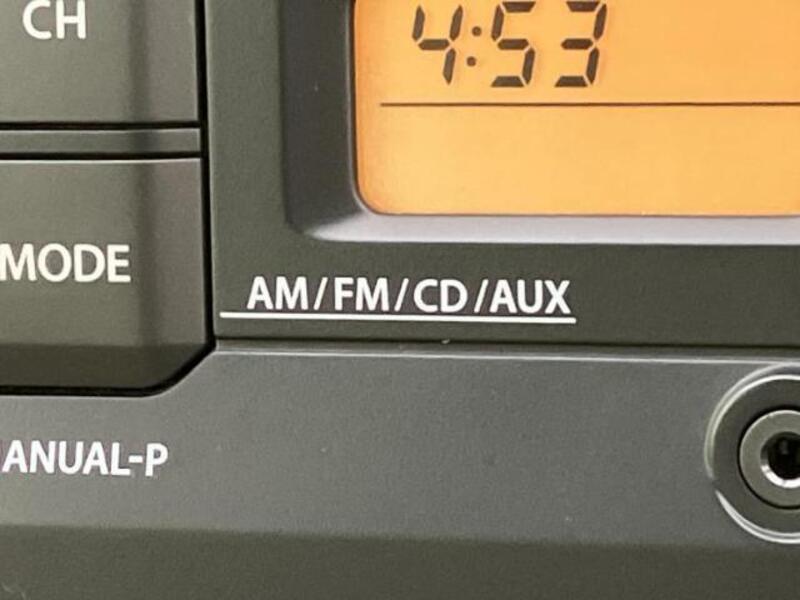 CH
4:53
MODE
AM/FM/CD/AUX
ANUAL-P